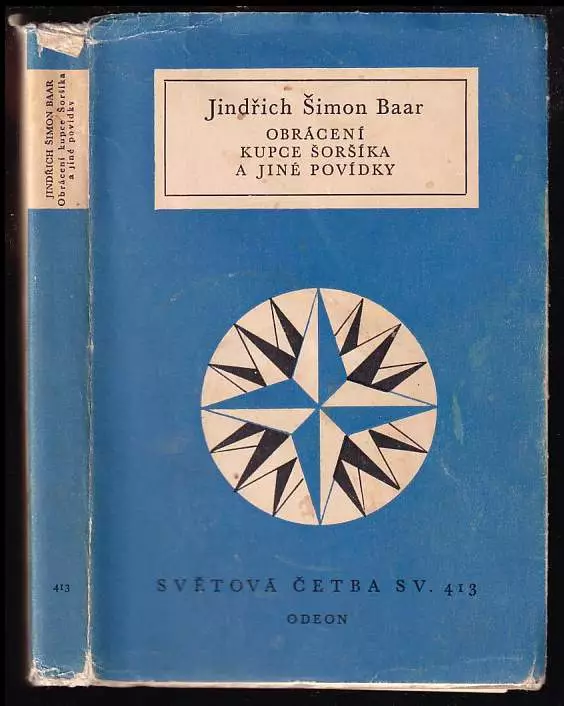 JINDŘICH ŠIMON BAAR
Obrácení kupce Šoršíka
a jiné povídky
413
Jindřich Šimon Baar
OBRÁCENÍ
KUPCE ŠORŠÍKA
A JINÉ POVÍDKY
SVĚTOVÁ ČETBA SV. 413
ODEON